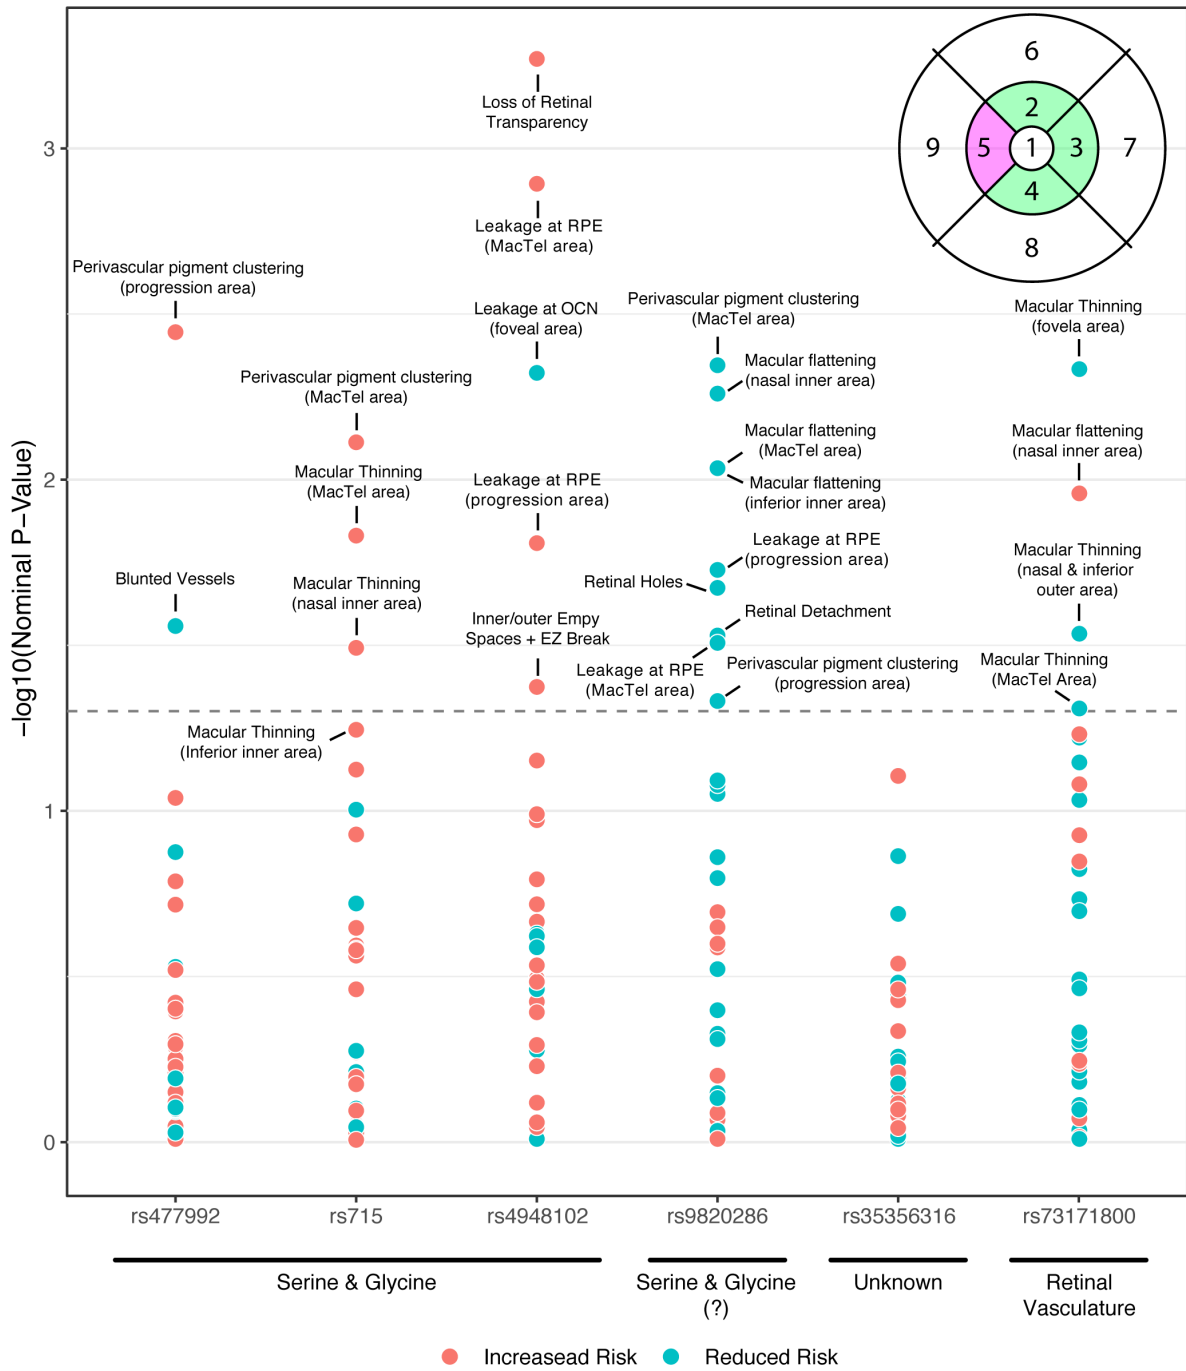 6
2
9
5
1
3
7
4
8
Loss of Retinal
Transparency
3
Leakage at RPE
(MacTel area)
Perivascular pigment clustering
(progression area)
Leakage at OCN
(foveal area)
Perivascular pigment clustering
(MacTel area)
Macular Thinning
(fovela area)
Macular flattening
(nasal inner area)
Perivascular pigment clustering
(MacTel area)
Macular flattening
(MacTel area)
Macular flattening
(nasal inner area)
Macular Thinning
(MacTel area)
Leakage at RPE
(progression area)
Macular flattening
(inferior inner area)
2
−log10(Nominal P−Value)
Leakage at RPE
(progression area)
Macular Thinning
(nasal & inferior
outer area)
Blunted Vessels
Macular Thinning
(nasal inner area)
Retinal Holes
Inner/outer Empy
Spaces + EZ Break
Retinal Detachment
Leakage at RPE
(MacTel area)
Perivascular pigment clustering
(progression area)
Macular Thinning
(MacTel Area)
Macular Thinning
(Inferior inner area)
1
0
rs477992
rs715
rs4948102
rs9820286
rs35356316
rs73171800
Serine & Glycine
Serine & Glycine
(?)
Unknown
Retinal
Vasculature
Increasead Risk
Reduced Risk